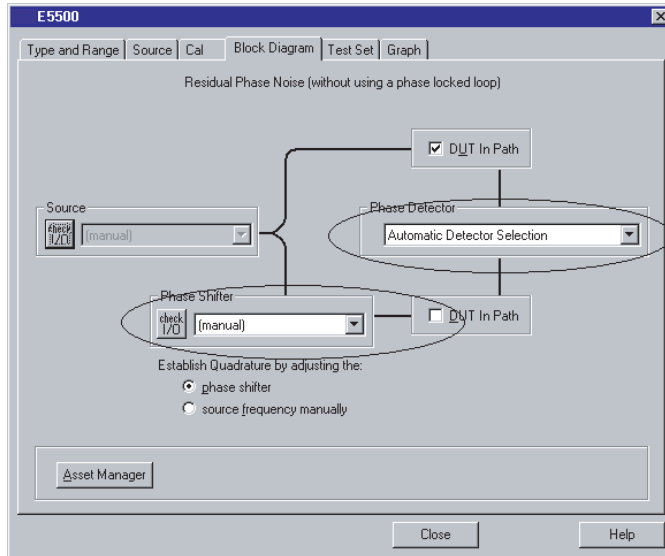 E5500
Type and Range
Source
Cal
Block Diagram
Test Set
Graph
Residual Phase Noise (without using a phase locked loop)
DUT In Path
Source
check I/O
(manual)
Phase Detector
Automatic Detector Selection
Phase Shifter
check I/O
(manual)
DUT In Path
Establish Quadrature by adjusting the:
phase shifter
source frequency manually
Asset Manager
Close
Help